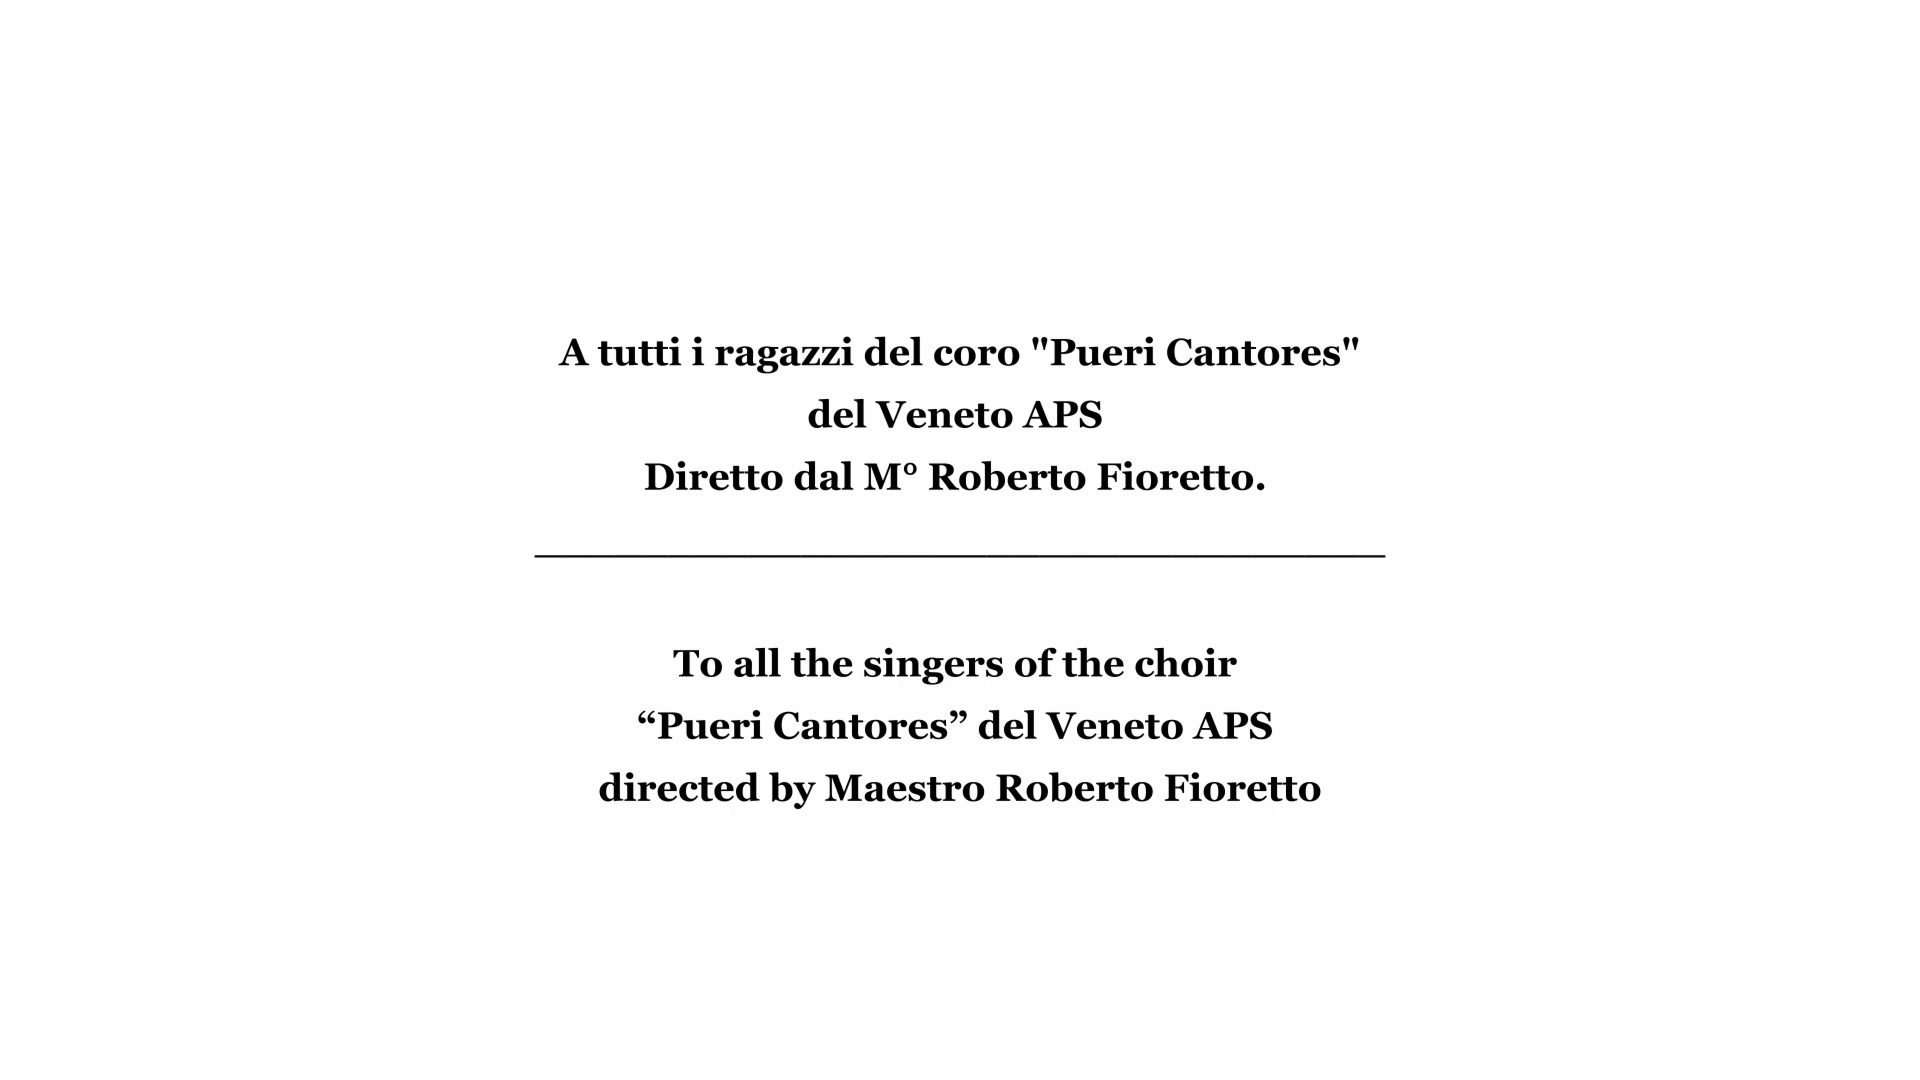 A tutti i ragazzi del coro "Pueri Cantores"
del Veneto APS
Diretto dal M° Roberto Fioretto.
To all the singers of the choir
“Pueri Cantores” del Veneto APS
directed by Maestro Roberto Fioretto